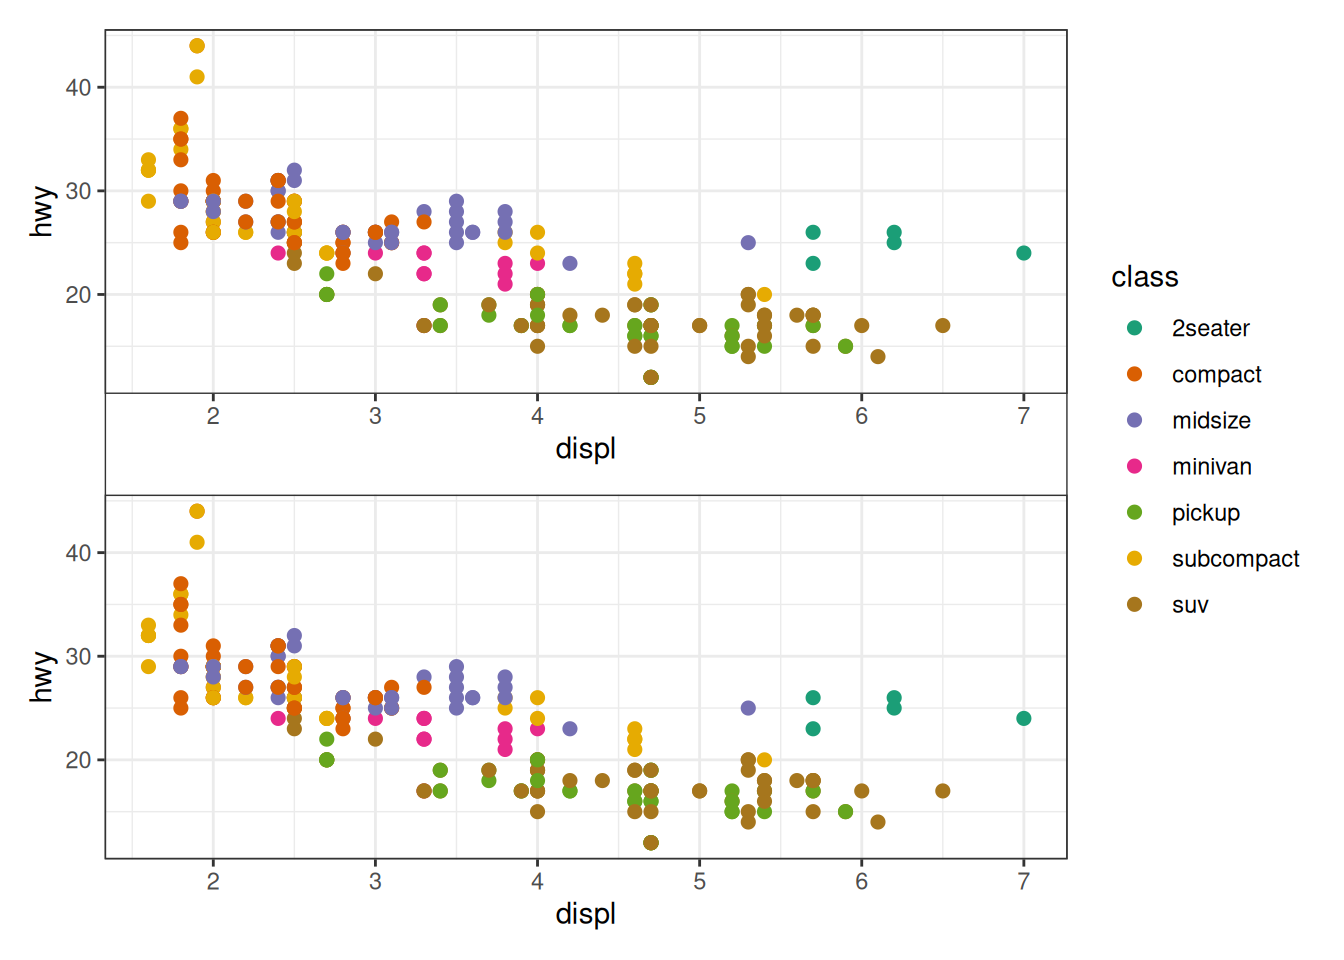 hwy
40
30
20
2 3 4 5 6 7
displ
hwy
40
30
20
2 3 4 5 6 7
displ
class
2seater
compact
midsize
minivan
pickup
subcompact
suv